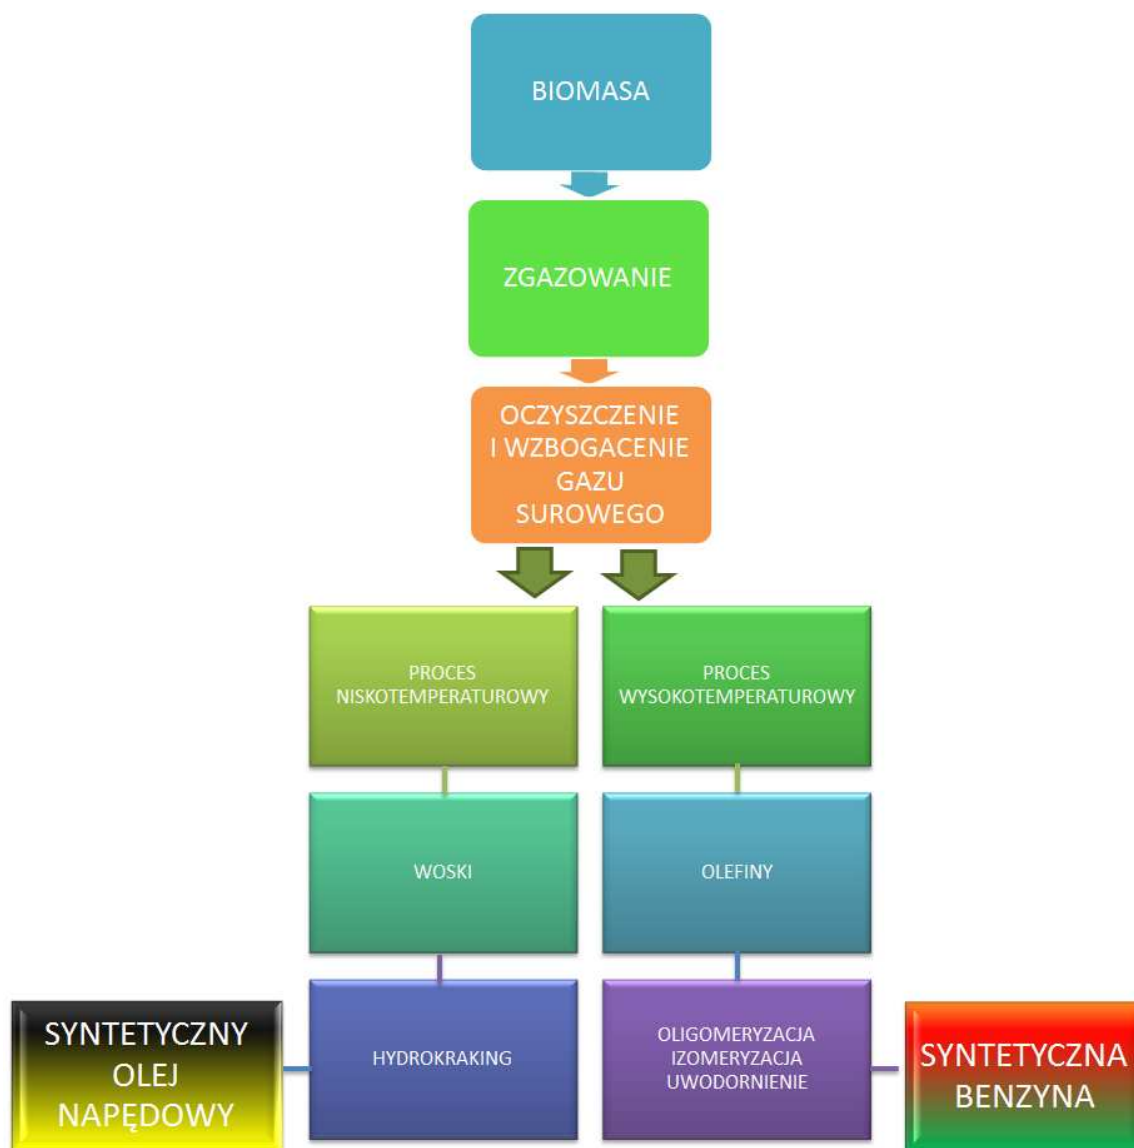 BIOMASA
ZGAZOWANIE
OCZYSZCZENIE
I WZBOGACENIE
GAZU
SUROWEGO
PROCES
NISKOTEMPERATUROWY
PROCES
WYSOKOTEMPERATUROWY
WOSKI
OLEFINY
SYNTETYCZNY
OLEJ
NAPĘDOWY
HYDROKRAKING
OLIGOMERYZACJA
IZOMERYZACJA
UWODORNIENIE
SYNTETYCZNA
BENZYNA